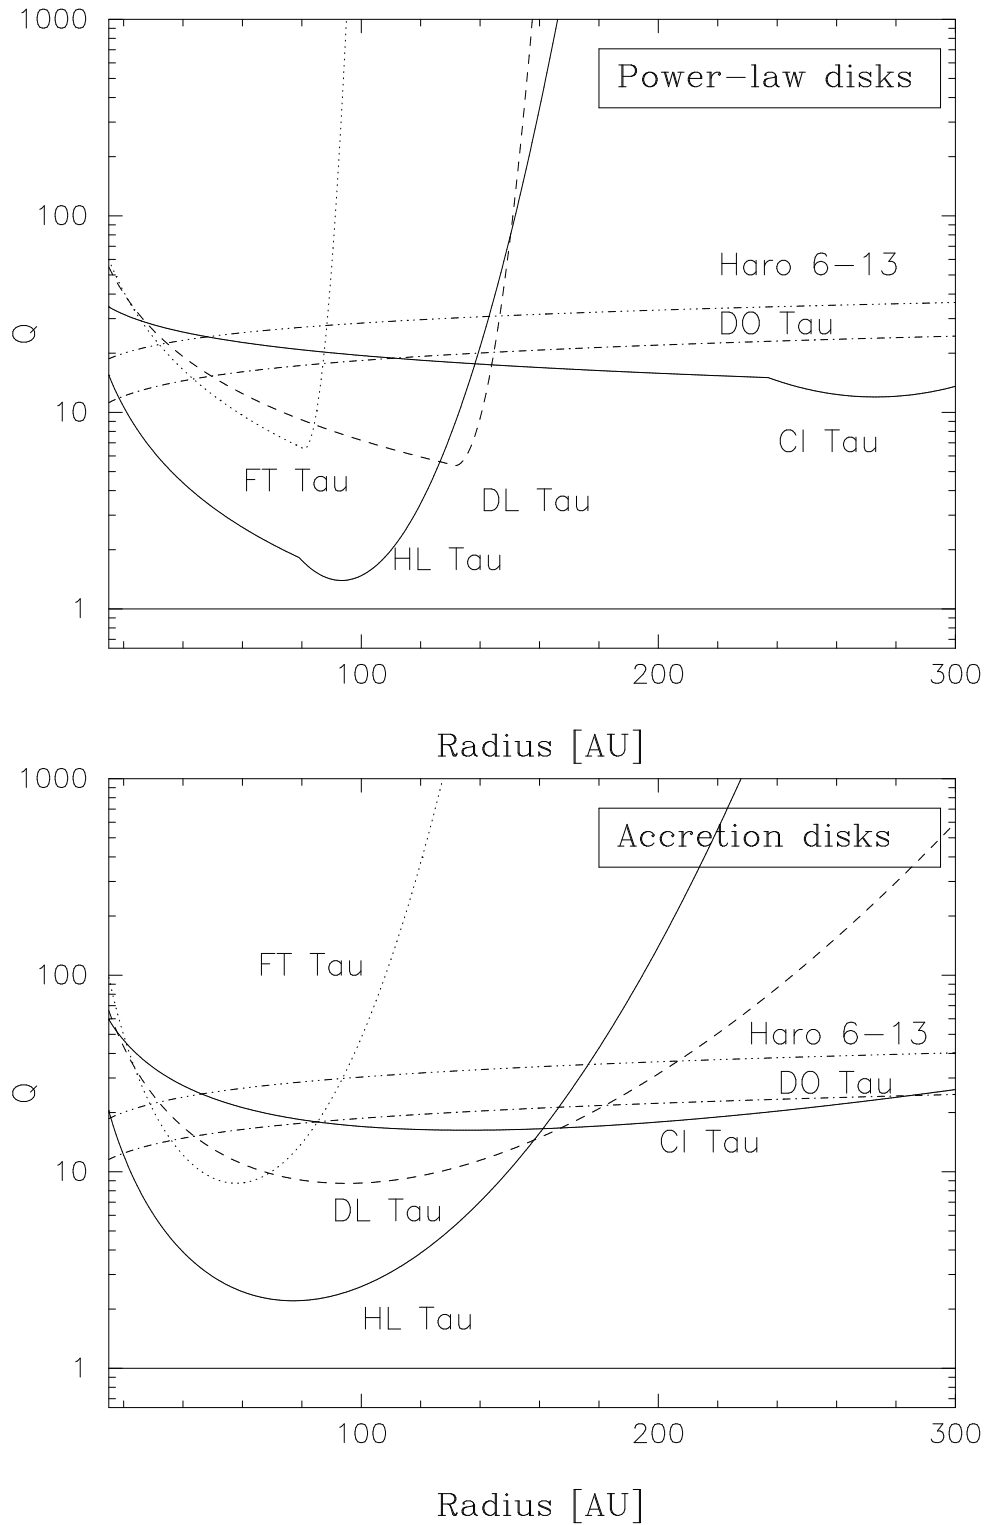 1000
Power-law disks
100
Haro 6-13
DO Tau
Q
10
CI Tau
FT Tau
DL Tau
HL Tau
1
100 200 300
Radius [AU]
1000
Accretion disks
FT Tau
100
Haro 6-13
DO Tau
Q
CI Tau
10
DL Tau
HL Tau
1
100 200 300
Radius [AU]